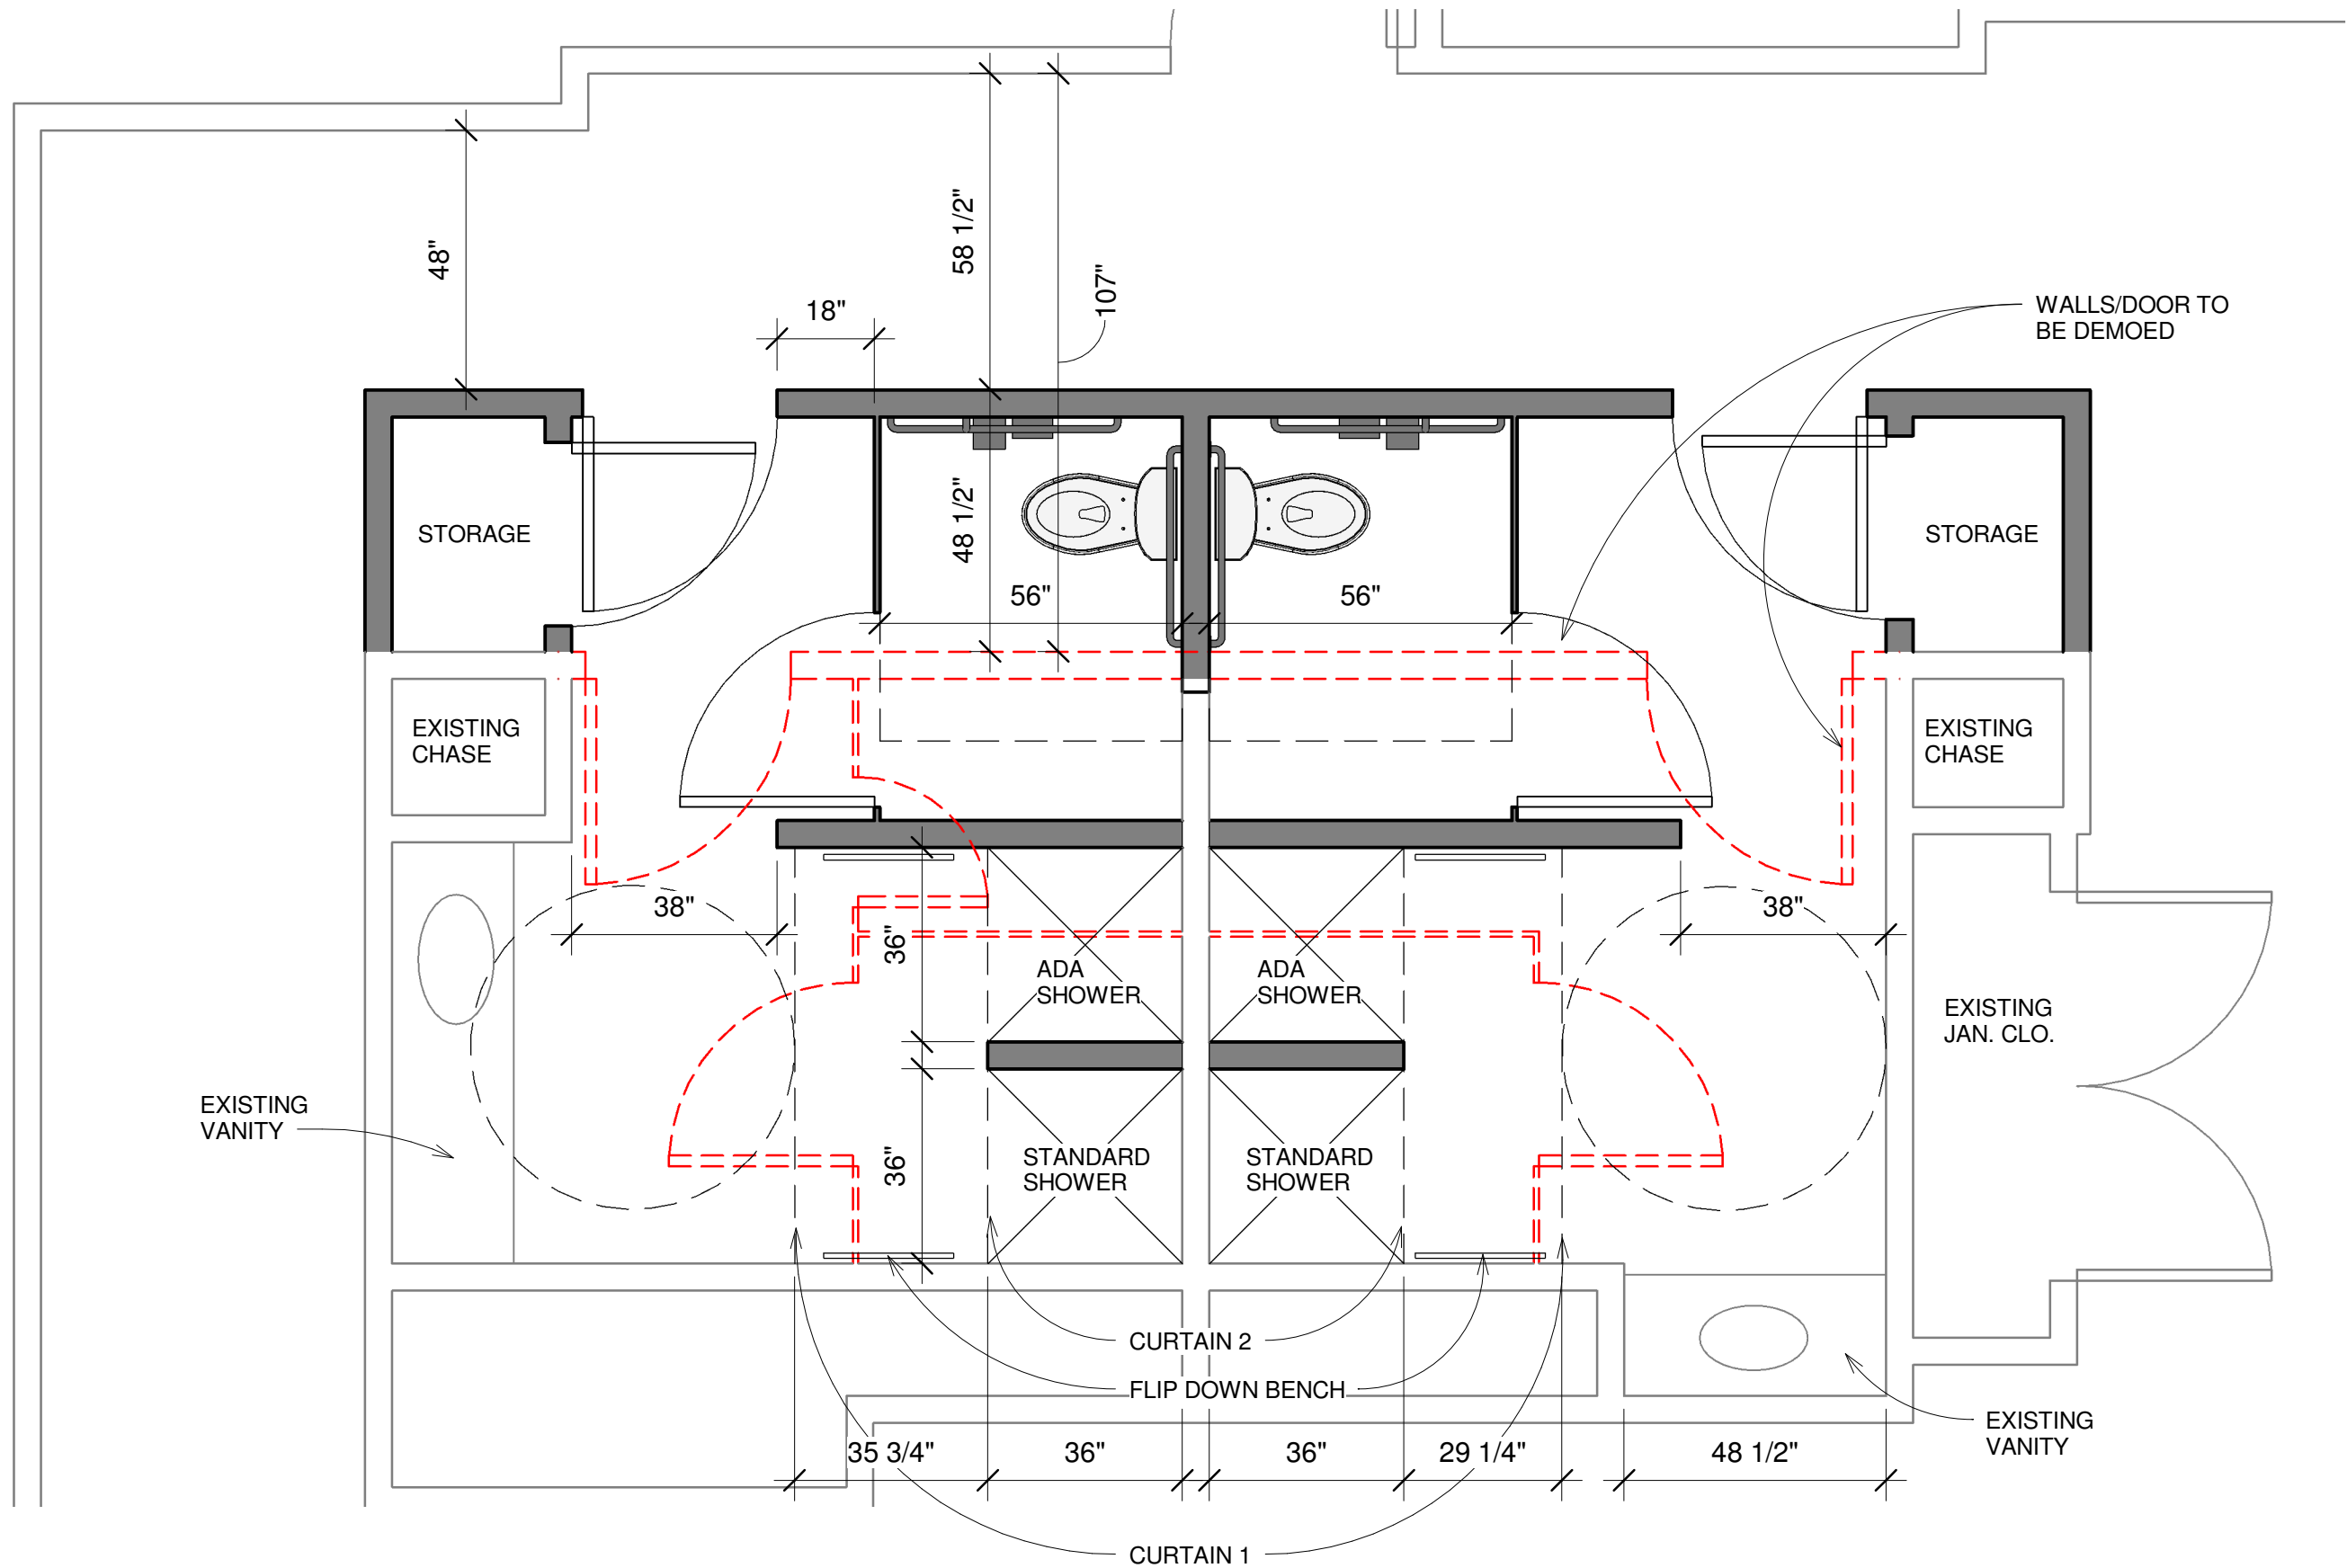 48"
58 1/2"
107"
18"
WALLS/DOOR TO
BE DEMOED
STORAGE
48 1/2"
STORAGE
56"
56"
EXISTING
CHASE
EXISTING
CHASE
38"
36"
38"
ADA
SHOWER
ADA
SHOWER
EXISTING
JAN. CLO.
EXISTING
VANITY
36"
STANDARD
SHOWER
STANDARD
SHOWER
CURTAIN 2
FLIP DOWN BENCH
EXISTING
VANITY
35 3/4"
36"
36"
29 1/4"
48 1/2"
CURTAIN 1